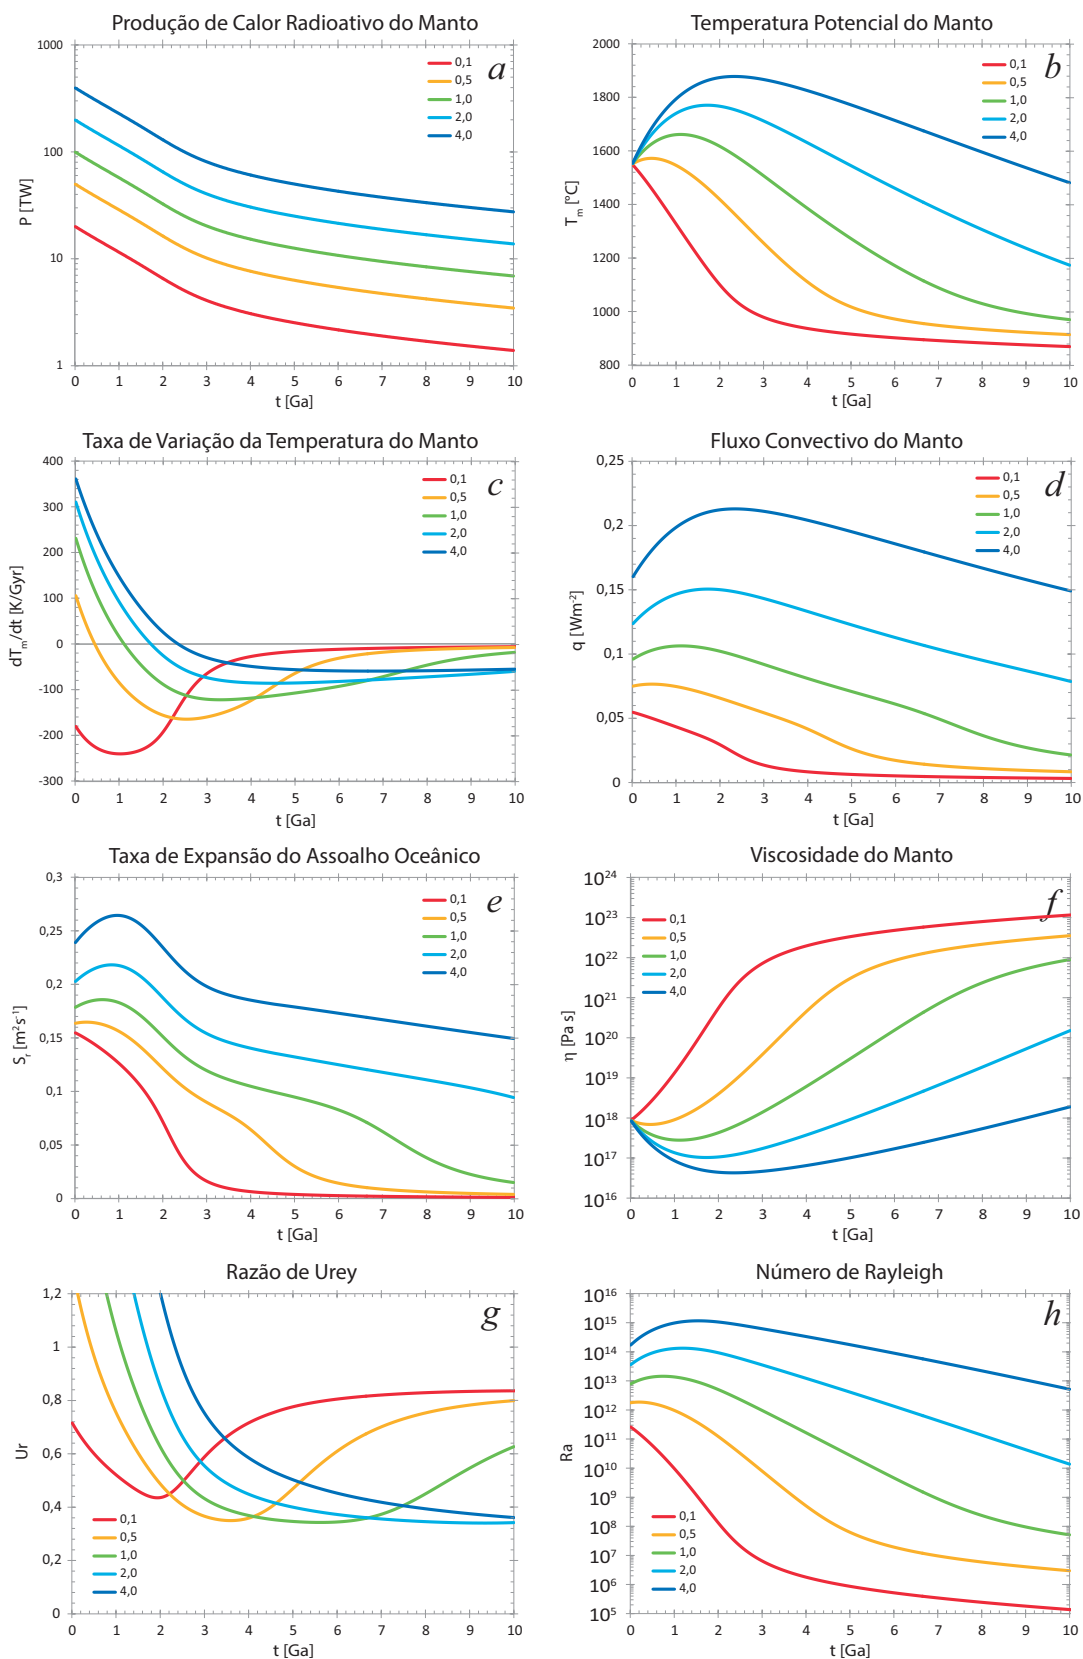 Produção de Calor Radioativo do Manto
a
1000
100
10
1
P [TW]
0,1
0,5
1,0
2,0
4,0
0 1 2 3 4 5 6 7 8 9 10
t [Ga]
Temperatura Potencial do Manto
b
2000
1800
1600
1400
1200
1000
800
Tm [°C]
0,1
0,5
1,0
2,0
4,0
0 1 2 3 4 5 6 7 8 9 10
t [Ga]
Taxa de Variação da Temperatura do Manto
c
400
300
200
100
0
-100
-200
-300
dTm/dt [K/Gyr]
0,1
0,5
1,0
2,0
4,0
0 1 2 3 4 5 6 7 8 9 10
t [Ga]
Fluxo Convectivo do Manto
d
0,25
0,2
0,15
0,1
0,05
0
q [Wm⁻²]
0,1
0,5
1,0
2,0
4,0
0 1 2 3 4 5 6 7 8 9 10
t [Ga]
Taxa de Expansão do Assoalho Oceânico
e
0,3
0,25
0,2
0,15
0,1
0,05
0
Sr [m²s⁻¹]
0,1
0,5
1,0
2,0
4,0
0 1 2 3 4 5 6 7 8 9 10
t [Ga]
Viscosidade do Manto
f
10²⁴
10²³
10²²
10²¹
10²⁰
10¹⁹
10¹⁸
10¹⁷
10¹⁶
η [Pa s]
0,1
0,5
1,0
2,0
4,0
0 1 2 3 4 5 6 7 8 9 10
t [Ga]
Razão de Urey
g
1,2
1
0,8
0,6
0,4
0,2
0
Ur
0,1
0,5
1,0
2,0
4,0
0 1 2 3 4 5 6 7 8 9 10
t [Ga]
Número de Rayleigh
h
10¹⁶
10¹⁵
10¹⁴
10¹³
10¹²
10¹¹
10¹⁰
10⁹
10⁸
10⁷
10⁶
10⁵
Ra
0,1
0,5
1,0
2,0
4,0
0 1 2 3 4 5 6 7 8 9 10
t [Ga]